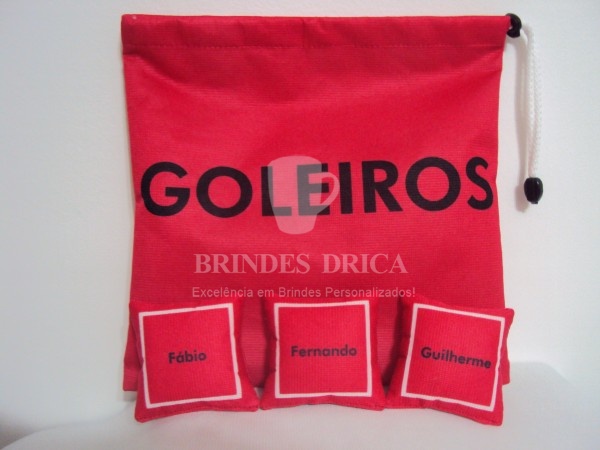 GOLEIROS
BRINDES DRICA
Excelência em Brindes Personalizados!
Fábio
Fernando
Guilherme